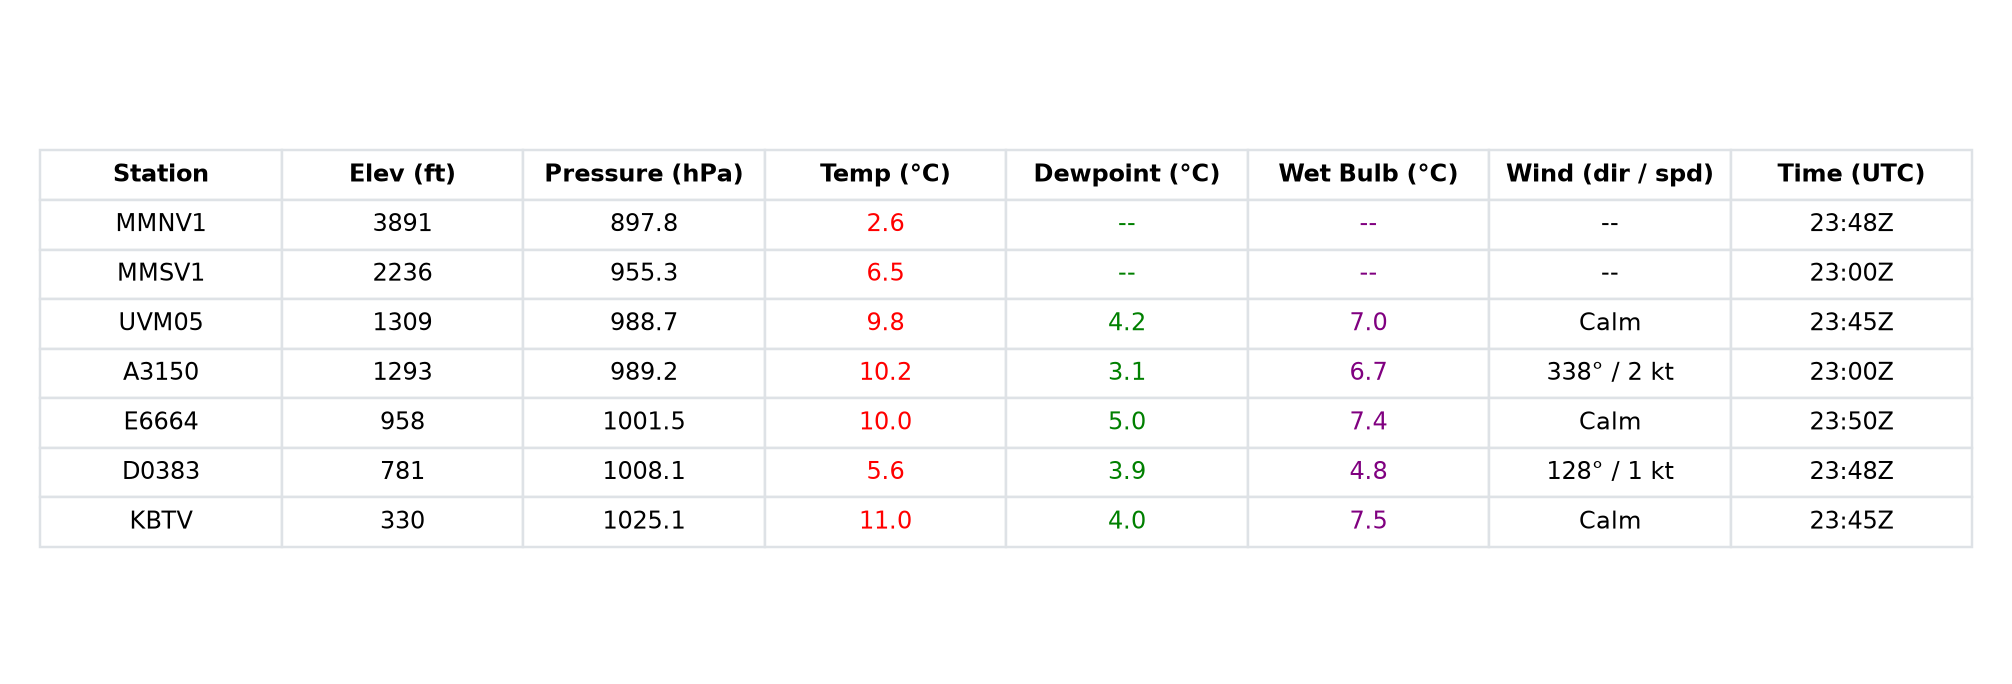 Station Elev (ft) Pressure (hPa) Temp (°C) Dewpoint (°C) Wet Bulb (°C) Wind (dir / spd) Time (UTC)
MMNV1 3891 897.8 2.6 -- -- -- 23:48Z
MMSV1 2236 955.3 6.5 -- -- -- 23:00Z
UVM05 1309 988.7 9.8 4.2 7.0 Calm 23:45Z
A3150 1293 989.2 10.2 3.1 6.7 338° / 2 kt 23:00Z
E6664 958 1001.5 10.0 5.0 7.4 Calm 23:50Z
D0383 781 1008.1 5.6 3.9 4.8 128° / 1 kt 23:48Z
KBTV 330 1025.1 11.0 4.0 7.5 Calm 23:45Z